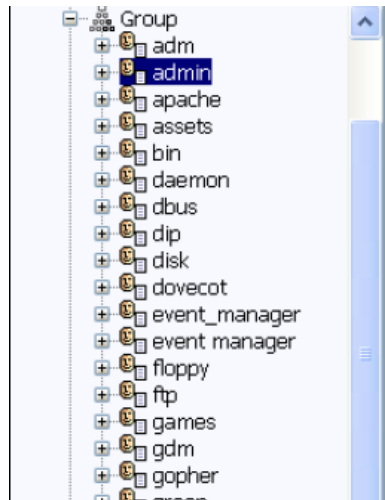 Group
adm
admin
apache
assets
bin
daemon
dbus
dip
disk
dovecot
event_manager
event manager
floppy
ftp
games
gdm
gopher